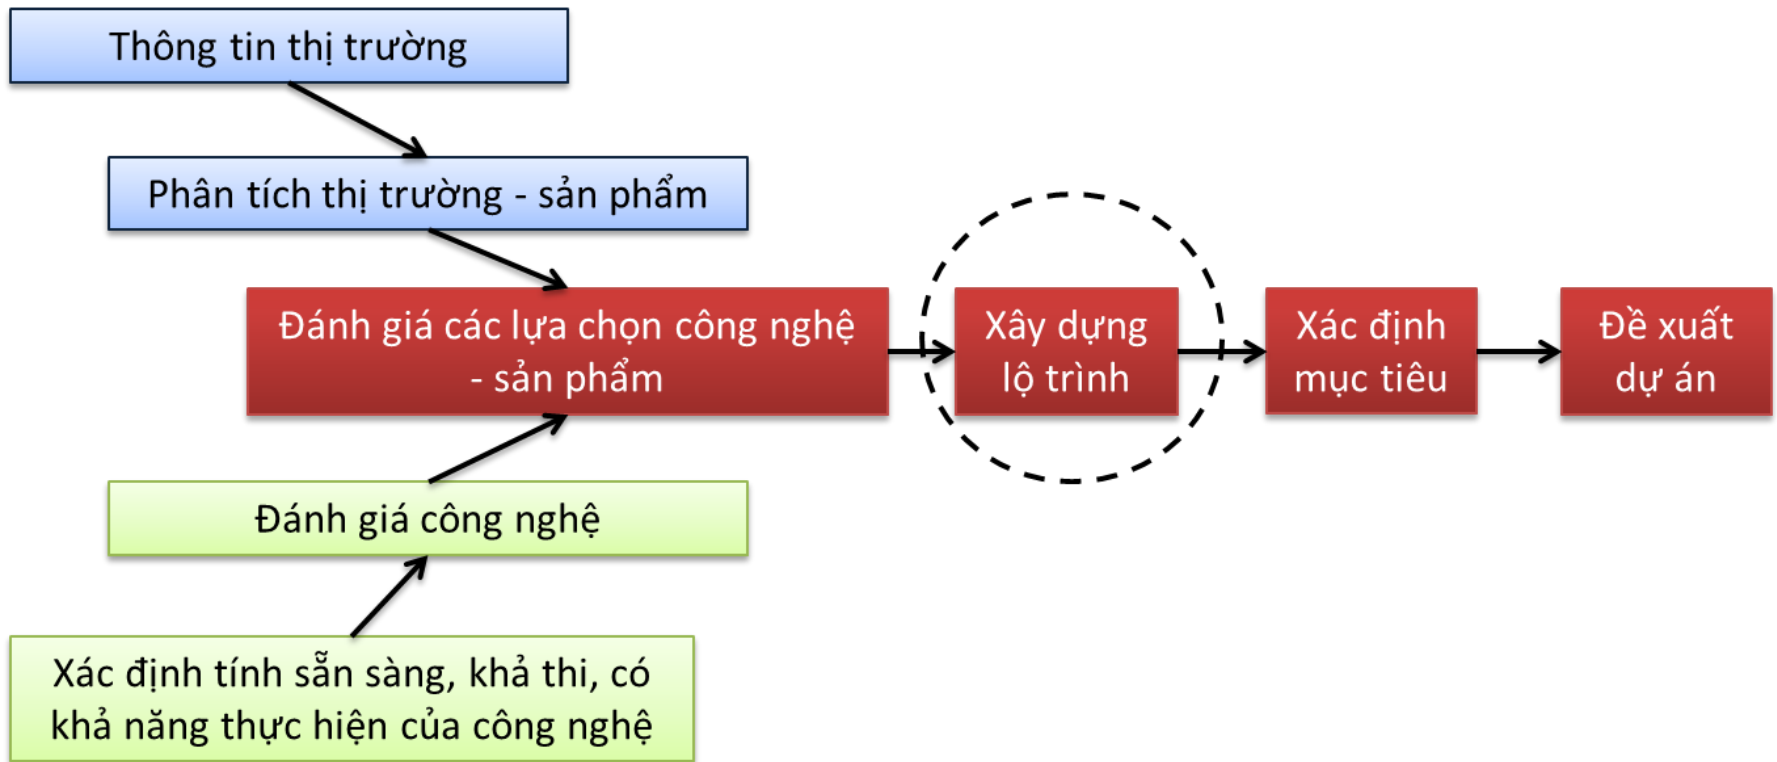 Thông tin thị trường
Phân tích thị trường - sản phẩm
Đánh giá các lựa chọn công nghệ
- sản phẩm
Xây dựng
lộ trình
Xác định
mục tiêu
Đề xuất
dự án
Đánh giá công nghệ
Xác định tính sẵn sàng, khả thi, có
khả năng thực hiện của công nghệ